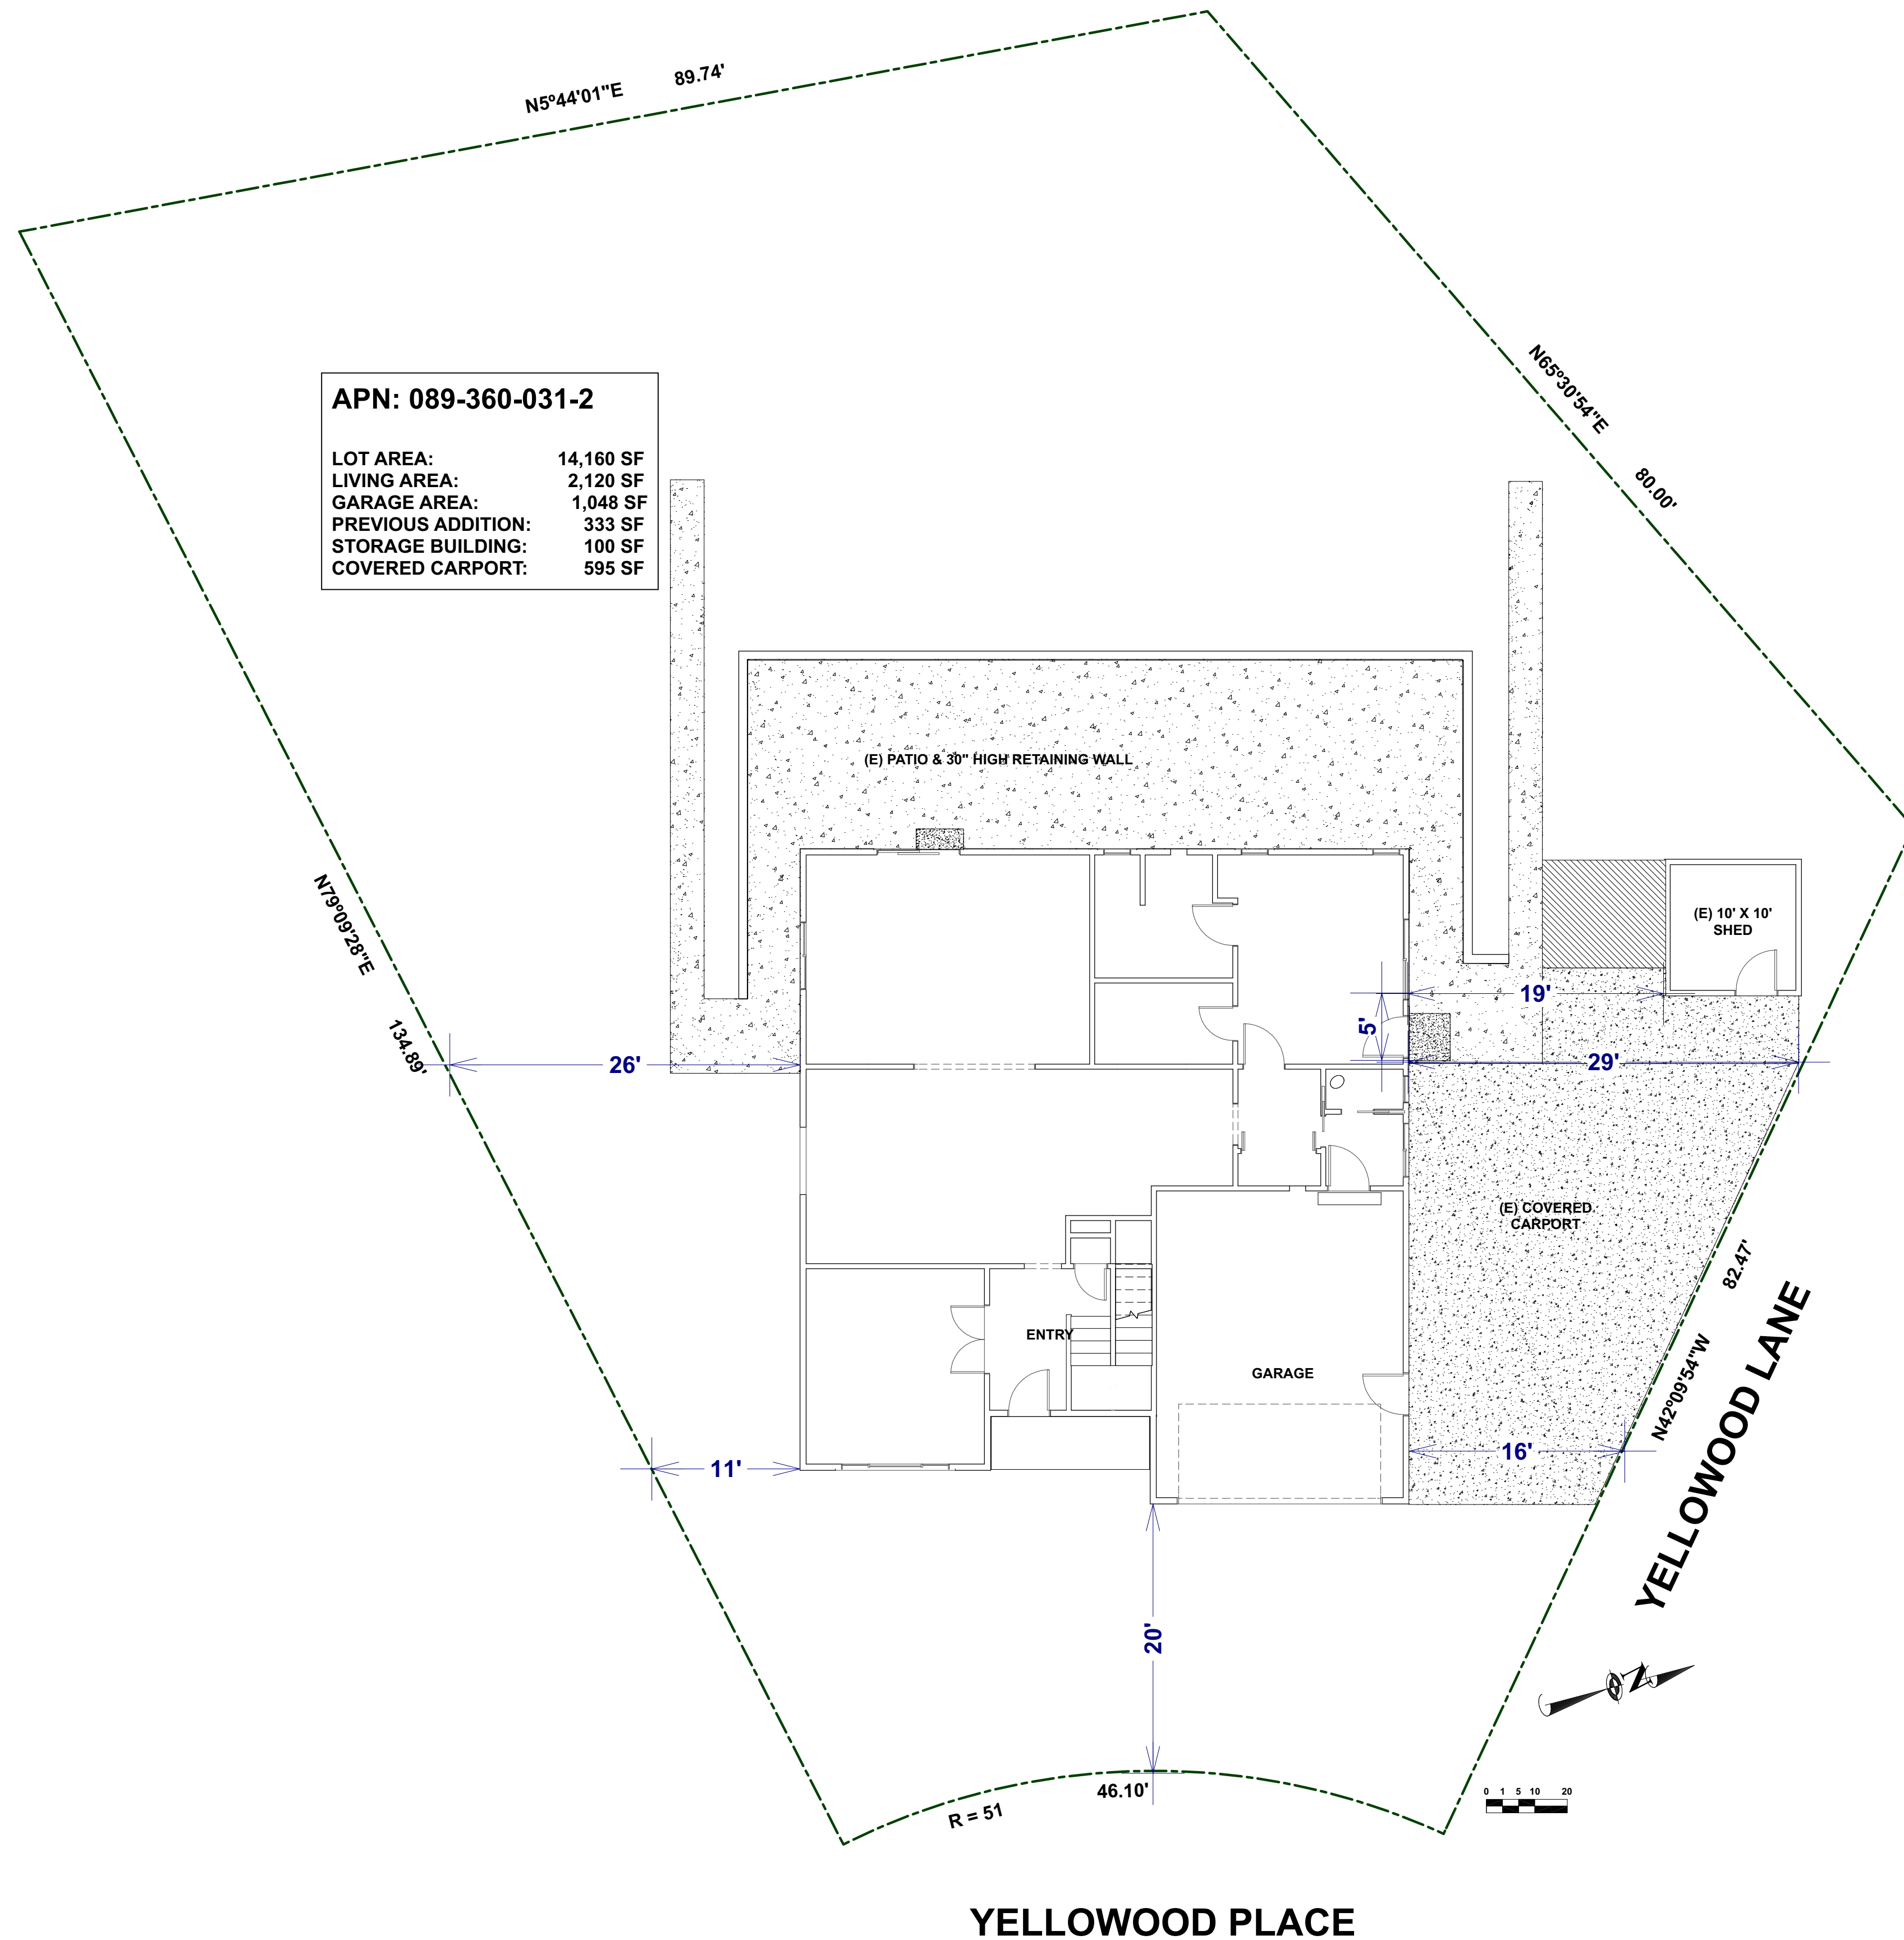 N5º44'01"E 89.74'
N65º30'54"E
80.00'
APN: 089-360-031-2
LOT AREA: 14,160 SF
LIVING AREA: 2,120 SF
GARAGE AREA: 1,048 SF
PREVIOUS ADDITION: 333 SF
STORAGE BUILDING: 100 SF
COVERED CARPORT: 595 SF
(E) PATIO & 30" HIGH RETAINING WALL
N79º09'28"E
134.89'
(E) 10' X 10'
SHED
19'
5'
26'
29'
(E) COVERED
CARPORT
82.47'
N42º09'54"W
YELLOWOOD LANE
ENTRY
GARAGE
11'
16'
20'
N
46.10'
R = 51
0 1 5 10 20
YELLOWOOD PLACE